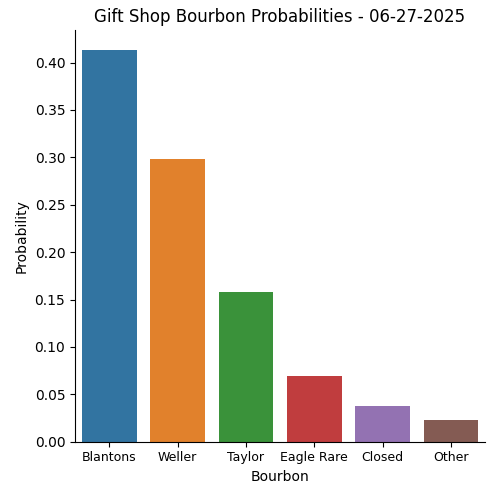 Gift Shop Bourbon Probabilities - 06-27-2025
Probability
0.40
0.35
0.30
0.25
0.20
0.15
0.10
0.05
0.00
Blantons Weller Taylor Eagle Rare Closed Other
Bourbon